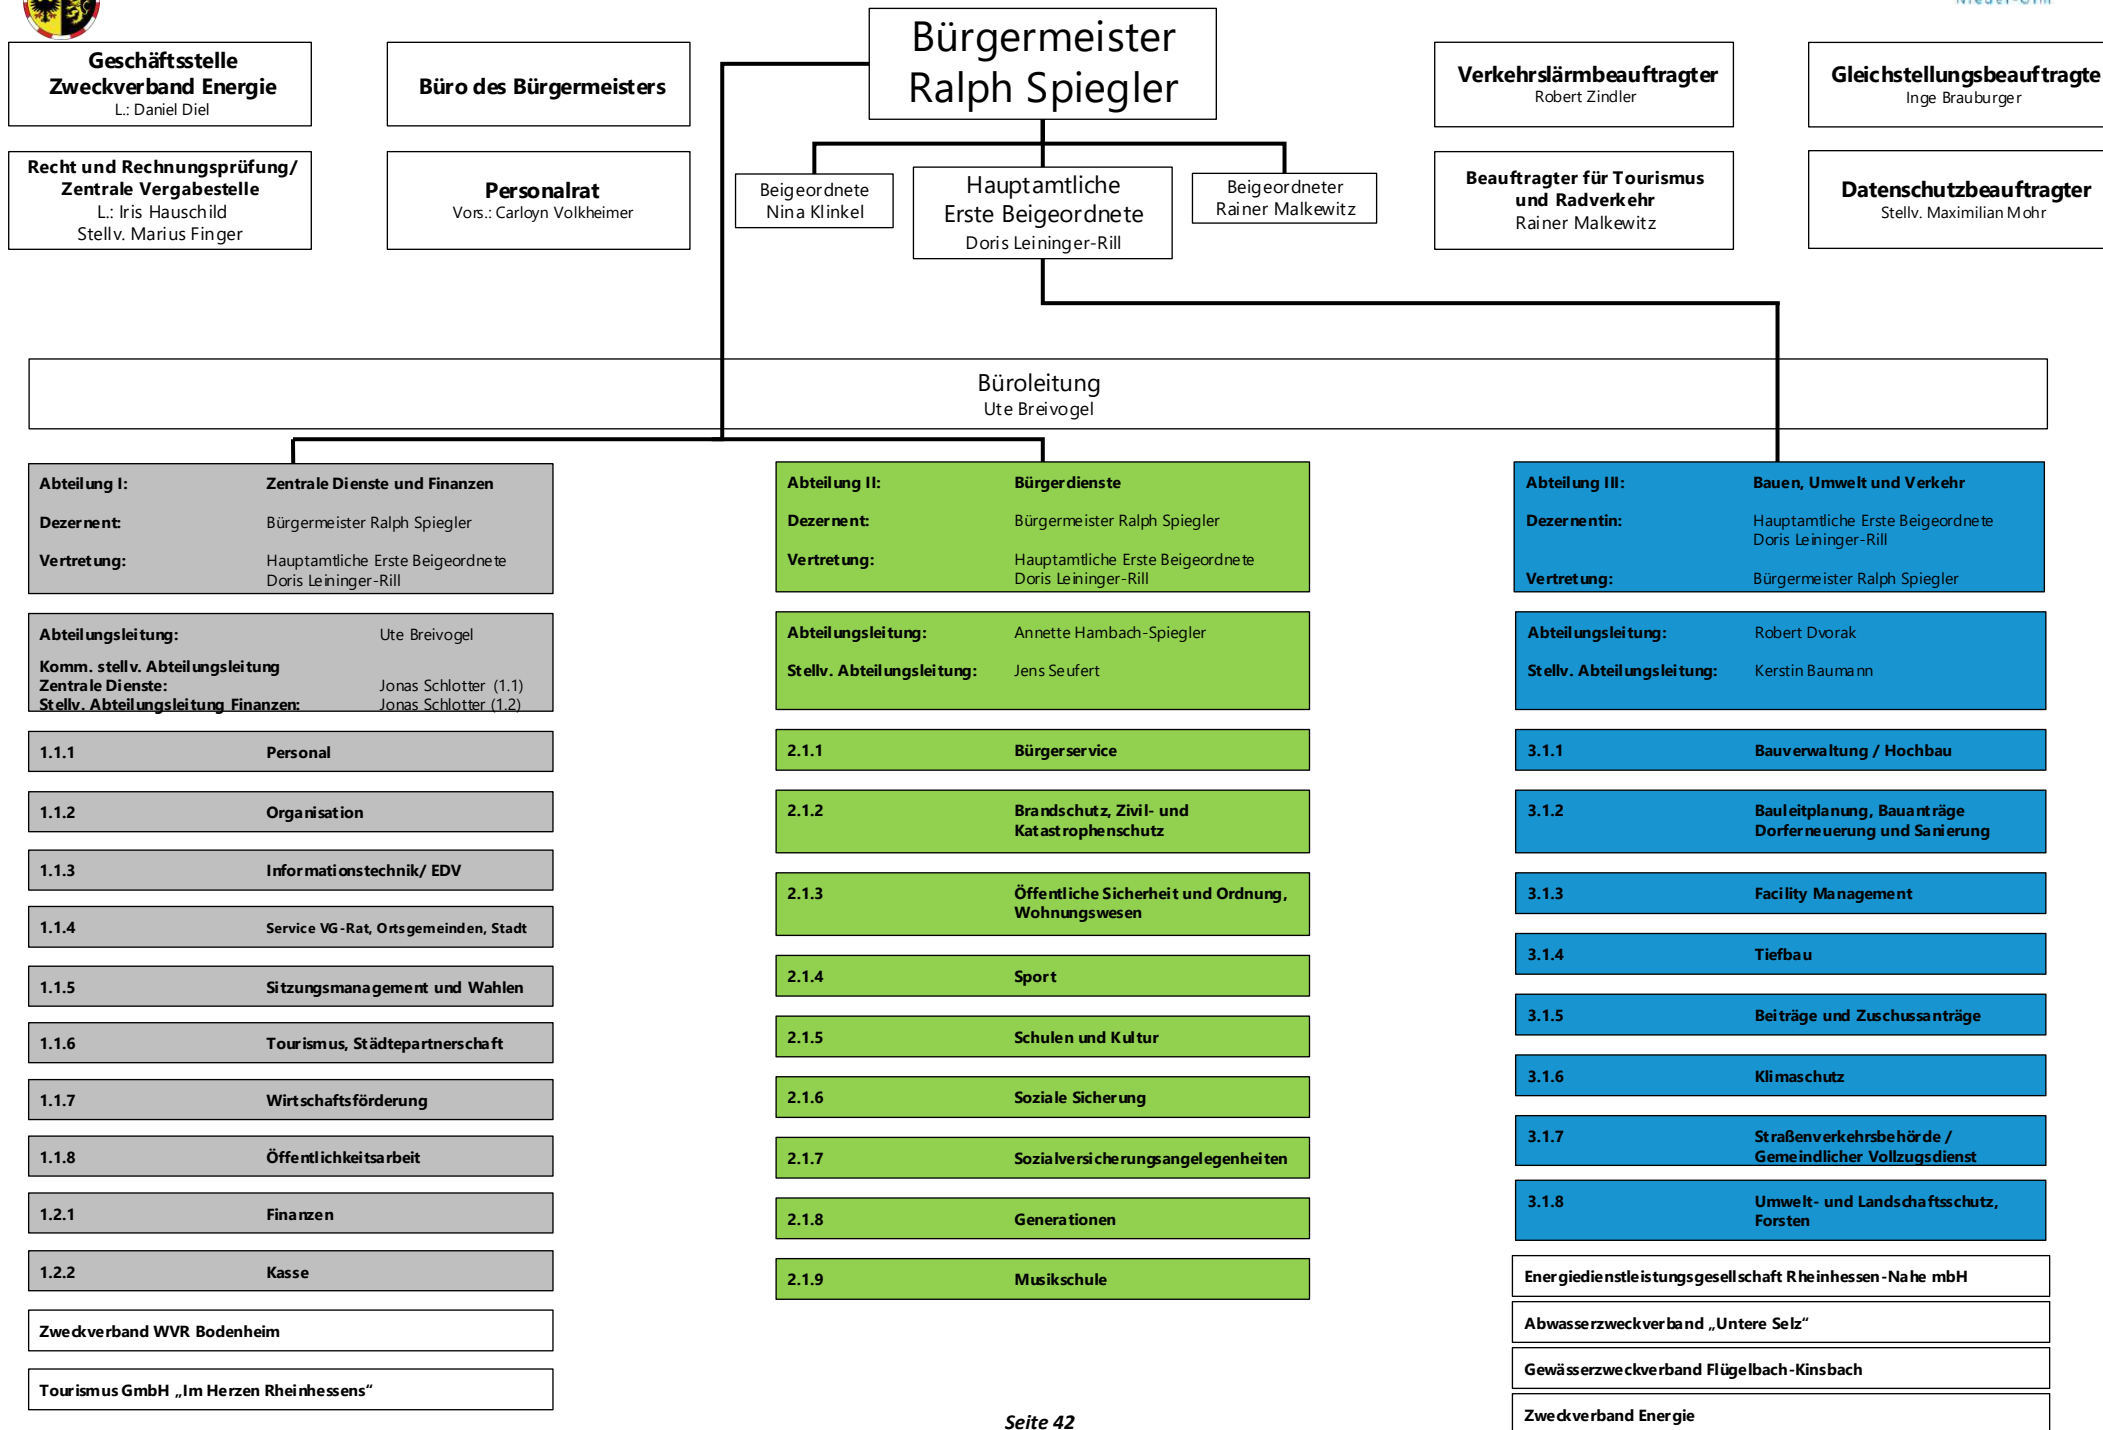 Nieder-Olm
Bürgermeister
Ralph Spiegler
Geschäftsstelle
Zweckverband Energie
L.: Daniel Diel
Büro des Bürgermeisters
Verkehrslärmbeauftragter
Robert Zindler
Gleichstellungsbeauftragte
Inge Brauburger
Recht und Rechnungsprüfung/
Zentrale Vergabestelle
L.: Iris Hauschild
Stellv. Marius Finger
Personalrat
Vors.: Carloyn Volkheimer
Beigeordnete
Nina Klinkel
Hauptamtliche
Erste Beigeordnete
Doris Leininger-Rill
Beigeordneter
Rainer Malkewitz
Beauftragter für Tourismus
und Radverkehr
Rainer Malkewitz
Datenschutzbeauftragter
Stellv. Maximilian Mohr
Büroleitung
Ute Breivogel
Abteilung I: Zentrale Dienste und Finanzen
Dezernent: Bürgermeister Ralph Spiegler
Vertretung: Hauptamtliche Erste Beigeordnete
Doris Leininger-Rill
Abteilungsleitung: Ute Breivogel
Komm. stellv. Abteilungsleitung
Zentrale Dienste: Jonas Schlotter (1.1)
Stellv. Abteilungsleitung Finanzen: Jonas Schlotter (1.2)
1.1.1 Personal
1.1.2 Organisation
1.1.3 Informationstechnik/ EDV
1.1.4 Service VG-Rat, Ortsgemeinden, Stadt
1.1.5 Sitzungsmanagement und Wahlen
1.1.6 Tourismus, Städtepartnerschaft
1.1.7 Wirtschaftsförderung
1.1.8 Öffentlichkeitsarbeit
1.2.1 Finanzen
1.2.2 Kasse
Zweckverband WVR Bodenheim
Tourismus GmbH „Im Herzen Rheinhessens“
Abteilung II: Bürgerdienste
Dezernent: Bürgermeister Ralph Spiegler
Vertretung: Hauptamtliche Erste Beigeordnete
Doris Leininger-Rill
Abteilungsleitung: Annette Hambach-Spiegler
Stellv. Abteilungsleitung: Jens Seufert
2.1.1 Bürgerservice
2.1.2 Brandschutz, Zivil- und
Katastrophenschutz
2.1.3 Öffentliche Sicherheit und Ordnung,
Wohnungswesen
2.1.4 Sport
2.1.5 Schulen und Kultur
2.1.6 Soziale Sicherung
2.1.7 Sozialversicherungsangelegenheiten
2.1.8 Generationen
2.1.9 Musikschule
Abteilung III: Bauen, Umwelt und Verkehr
Dezernentin: Hauptamtliche Erste Beigeordnete
Doris Leininger-Rill
Vertretung: Bürgermeister Ralph Spiegler
Abteilungsleitung: Robert Dvorak
Stellv. Abteilungsleitung: Kerstin Baumann
3.1.1 Bauverwaltung / Hochbau
3.1.2 Bauleitplanung, Bauanträge
Dorferneuerung und Sanierung
3.1.3 Facility Management
3.1.4 Tiefbau
3.1.5 Beiträge und Zuschussanträge
3.1.6 Klimaschutz
3.1.7 Straßenverkehrsbehörde /
Gemeindlicher Vollzugsdienst
3.1.8 Umwelt- und Landschaftsschutz,
Forsten
Energiedienstleistungsgesellschaft Rheinhessen-Nahe mbH
Abwasserzweckverband „Untere Selz“
Gewässerzweckverband Flügelbach-Kinsbach
Zweckverband Energie
Seite 42